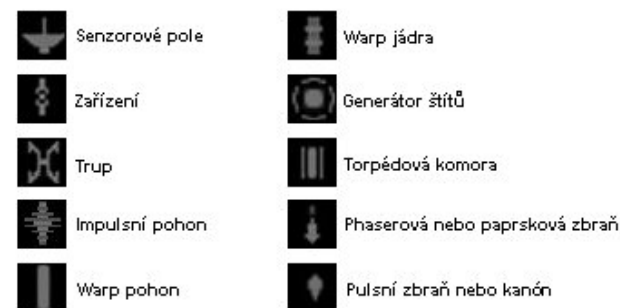 Senzorové pole
Warp jádra
Zařízení
Generátor štítů
Trup
Torpédová komora
Impulsní pohon
Phaserová nebo paprsková zbraň
Warp pohon
Pulsní zbraň nebo kanón